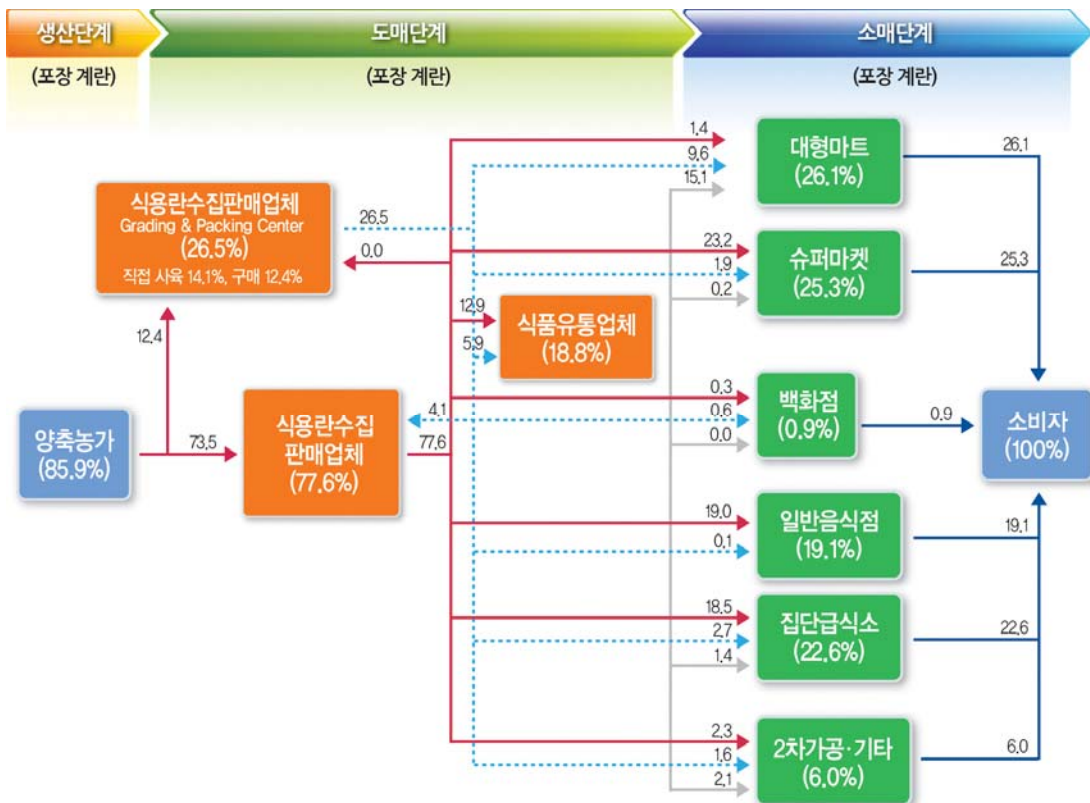 생산단계
도매단계
소매단계
(포장 계란)
(포장 계란)
(포장 계란)
식용란수집판매업체
Grading & Packing Center
(26.5%)
직접 사육 14.1%, 구매 12.4%
26.5
0.0
12.4
양축농가
(85.9%)
73.5
식용란수집
판매업체
(77.6%)
4.1
77.6
12.9
5.9
식품유통업체
(18.8%)
1.4
9.6
15.1
대형마트
(26.1%)
26.1
23.2
1.9
0.2
슈퍼마켓
(25.3%)
25.3
0.3
0.6
0.0
백화점
(0.9%)
0.9
소비자
(100%)
19.0
0.1
일반음식점
(19.1%)
19.1
18.5
2.7
1.4
집단급식소
(22.6%)
22.6
2.3
1.6
2.1
2차가공·기타
(6.0%)
6.0